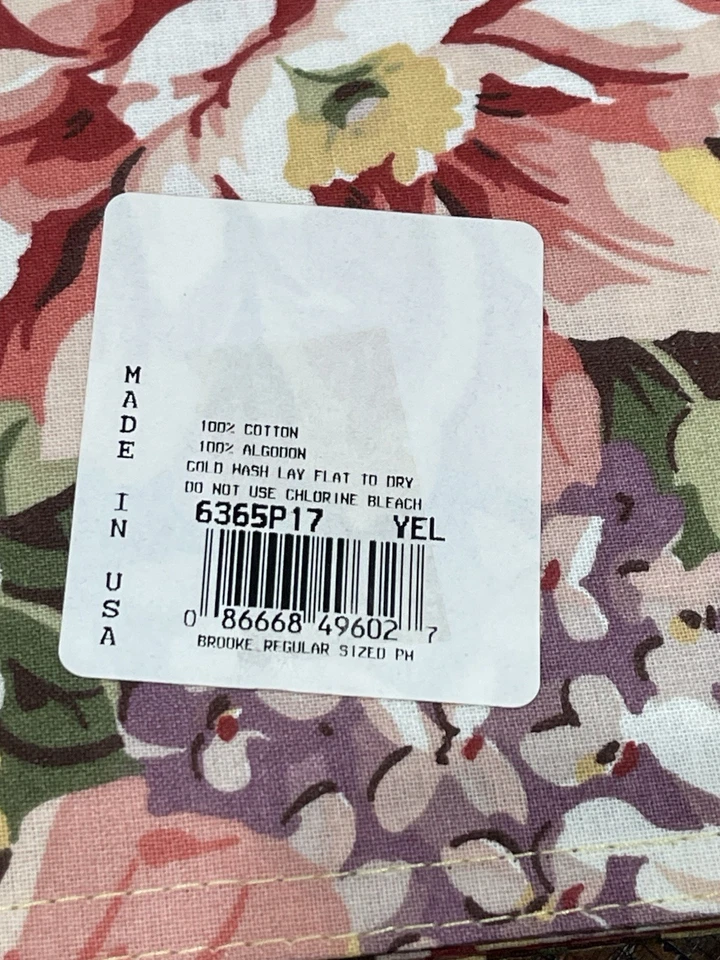 MADE IN USA
100% COTTON
100% ALGODON
COLD WASH LAY FLAT TO DRY
DO NOT USE CHLORINE BLEACH
6365P17 YEL
0 86668 49602 7
BROOKE REGULAR SIZED PH